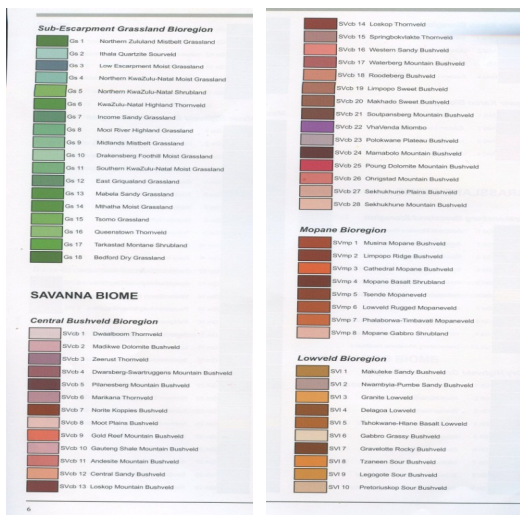 Sub-Escarpment Grassland Bioregion
Gs 1 Northern Zululand Mistbelt Grassland
Gs 2 Ithala Quartzite Sourveld
Gs 3 Low Escarpment Moist Grassland
Gs 4 Northern KwaZulu-Natal Moist Grassland
Gs 5 Northern KwaZulu-Natal Shrubland
Gs 6 KwaZulu-Natal Highland Thornveld
Gs 7 Income Sandy Grassland
Gs 8 Mooi River Highland Grassland
Gs 9 Midlands Mistbelt Grassland
Gs 10 Drakensberg Foothill Moist Grassland
Gs 11 Southern KwaZulu-Natal Moist Grassland
Gs 12 East Griqualand Grassland
Gs 13 Mabela Sandy Grassland
Gs 14 Mthatha Moist Grassland
Gs 15 Tsomo Grassland
Gs 16 Queenstown Thornveld
Gs 17 Tarkastad Montane Shrubland
Gs 18 Bedford Dry Grassland
SAVANNA BIOME
Central Bushveld Bioregion
SVcb 1 Dwaalboom Thornveld
SVcb 2 Madikwe Dolomite Bushveld
SVcb 3 Zeerust Thornveld
SVcb 4 Dwarsberg-Swartruggens Mountain Bushveld
SVcb 5 Pilanesberg Mountain Bushveld
SVcb 6 Marikana Thornveld
SVcb 7 Norite Koppies Bushveld
SVcb 8 Moot Plains Bushveld
SVcb 9 Gold Reef Mountain Bushveld
SVcb 10 Gauteng Shale Mountain Bushveld
SVcb 11 Andesite Mountain Bushveld
SVcb 12 Central Sandy Bushveld
SVcb 13 Loskop Mountain Bushveld
6
SVcb 14 Loskop Thornveld
SVcb 15 Springbokvlakte Thornveld
SVcb 16 Western Sandy Bushveld
SVcb 17 Waterberg Mountain Bushveld
SVcb 18 Roodeberg Bushveld
SVcb 19 Limpopo Sweet Bushveld
SVcb 20 Makhado Sweet Bushveld
SVcb 21 Soutpansberg Mountain Bushveld
SVcb 22 VhaVenda Miombo
SVcb 23 Polokwane Plateau Bushveld
SVcb 24 Mamabolo Mountain Bushveld
SVcb 25 Poung Dolomite Mountain Bushveld
SVcb 26 Ohrigstad Mountain Bushveld
SVcb 27 Sekhukhune Plains Bushveld
SVcb 28 Sekhukhune Mountain Bushveld
Mopane Bioregion
SVmp 1 Musina Mopane Bushveld
SVmp 2 Limpopo Ridge Bushveld
SVmp 3 Cathedral Mopane Bushveld
SVmp 4 Mopane Basalt Shrubland
SVmp 5 Tsende Mopaneveld
SVmp 6 Lowveld Rugged Mopaneveld
SVmp 7 Phalaborwa-Timbavati Mopaneveld
SVmp 8 Mopane Gabbro Shrubland
Lowveld Bioregion
SVl 1 Makuleke Sandy Bushveld
SVl 2 Nwambyia-Pumbe Sandy Bushveld
SVl 3 Granite Lowveld
SVl 4 Delagoa Lowveld
SVl 5 Tshokwane-Hlane Basalt Lowveld
SVl 6 Gabbro Grassy Bushveld
SVl 7 Gravelotte Rocky Bushveld
SVl 8 Tzaneen Sour Bushveld
SVl 9 Legogote Sour Bushveld
SVl 10 Pretoriuskop Sour Bushveld